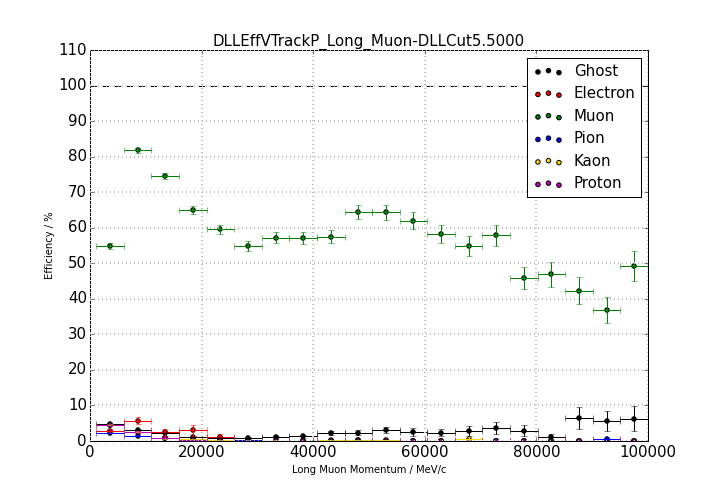 DLLEffVTrackP_Long_Muon-DLLCut5.5000
110
100
90
80
70
60
50
40
30
20
10
0
Efficiency / %
Ghost
Electron
Muon
Pion
Kaon
Proton
0 20000 40000 60000 80000 100000
Long Muon Momentum / MeV/c